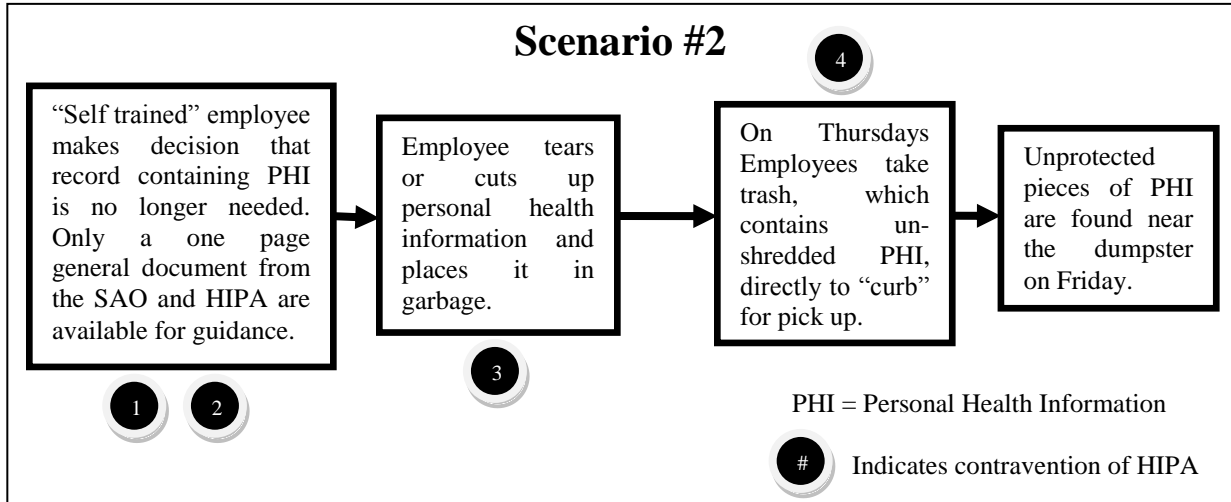 Scenario #2
4
“Self trained” employee
makes decision that
record containing PHI
is no longer needed.
Only a one page
general document from
the SAO and HIPA are
available for guidance.
1
2
Employee tears
or cuts up
personal health
information and
places it in
garbage.
3
On Thursdays
Employees take
trash, which
contains un-
shredded PHI,
directly to “curb”
for pick up.
Unprotected
pieces of PHI
are found near
the dumpster
on Friday.
PHI = Personal Health Information
# Indicates contravention of HIPA